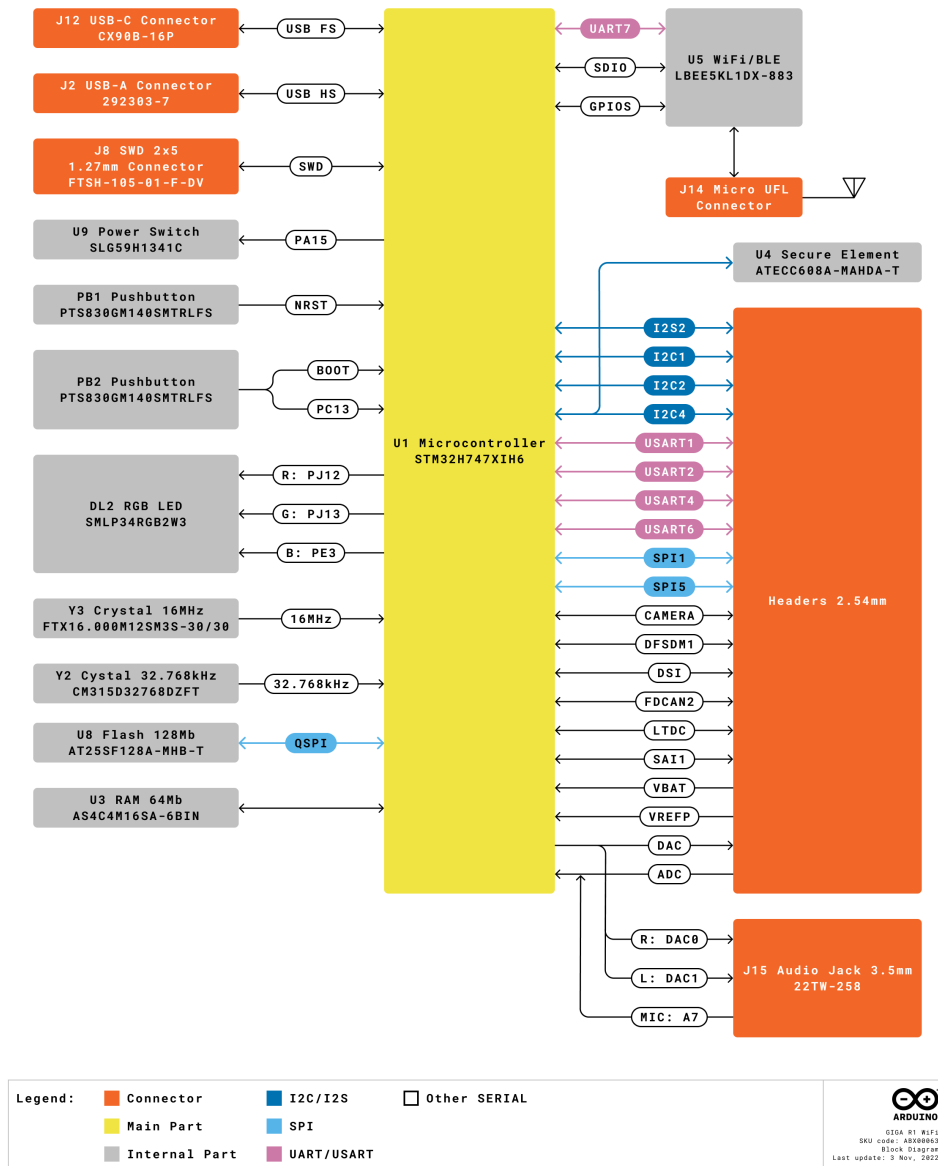 J12 USB-C Connector
CX90B-16P
USB FS
J2 USB-A Connector
292303-7
USB HS
J8 SWD 2x5
1.27mm Connector
FTSH-105-01-F-DV
SWD
U9 Power Switch
SLG59H1341C
PA15
PB1 Pushbutton
PTS830GM140SMTRLFS
NRST
PB2 Pushbutton
PTS830GM140SMTRLFS
BOOT
PC13
DL2 RGB LED
SMLP34RGB2W3
R: PJ12
G: PJ13
B: PE3
Y3 Crystal 16MHz
FTX16.000M12SM3S-30/30
16MHz
Y2 Cystal 32.768kHz
CM315D32768DZFT
32.768kHz
U8 Flash 128Mb
AT25SF128A-MHB-T
QSPI
U3 RAM 64Mb
AS4C4M16SA-6BIN
U1 Microcontroller
STM32H747XIH6
UART7
SDIO
GPIOS
U5 WiFi/BLE
LBEE5KL1DX-883
J14 Micro UFL
Connector
U4 Secure Element
ATECC608A-MAHDA-T
I2S2
I2C1
I2C2
I2C4
USART1
USART2
USART4
USART6
SPI1
SPI5
CAMERA
DFSDM1
DSI
FDCAN2
LTDC
SAI1
VBAT
VREFP
DAC
ADC
Headers 2.54mm
R: DAC0
L: DAC1
MIC: A7
J15 Audio Jack 3.5mm
22TW-258
Legend:
Connector
Main Part
Internal Part
I2C/I2S
SPI
UART/USART
Other SERIAL
ARDUINO
GIGA R1 WiFi
SKU code: ABX00063
Block Diagram
Last update: 3 Nov, 2022